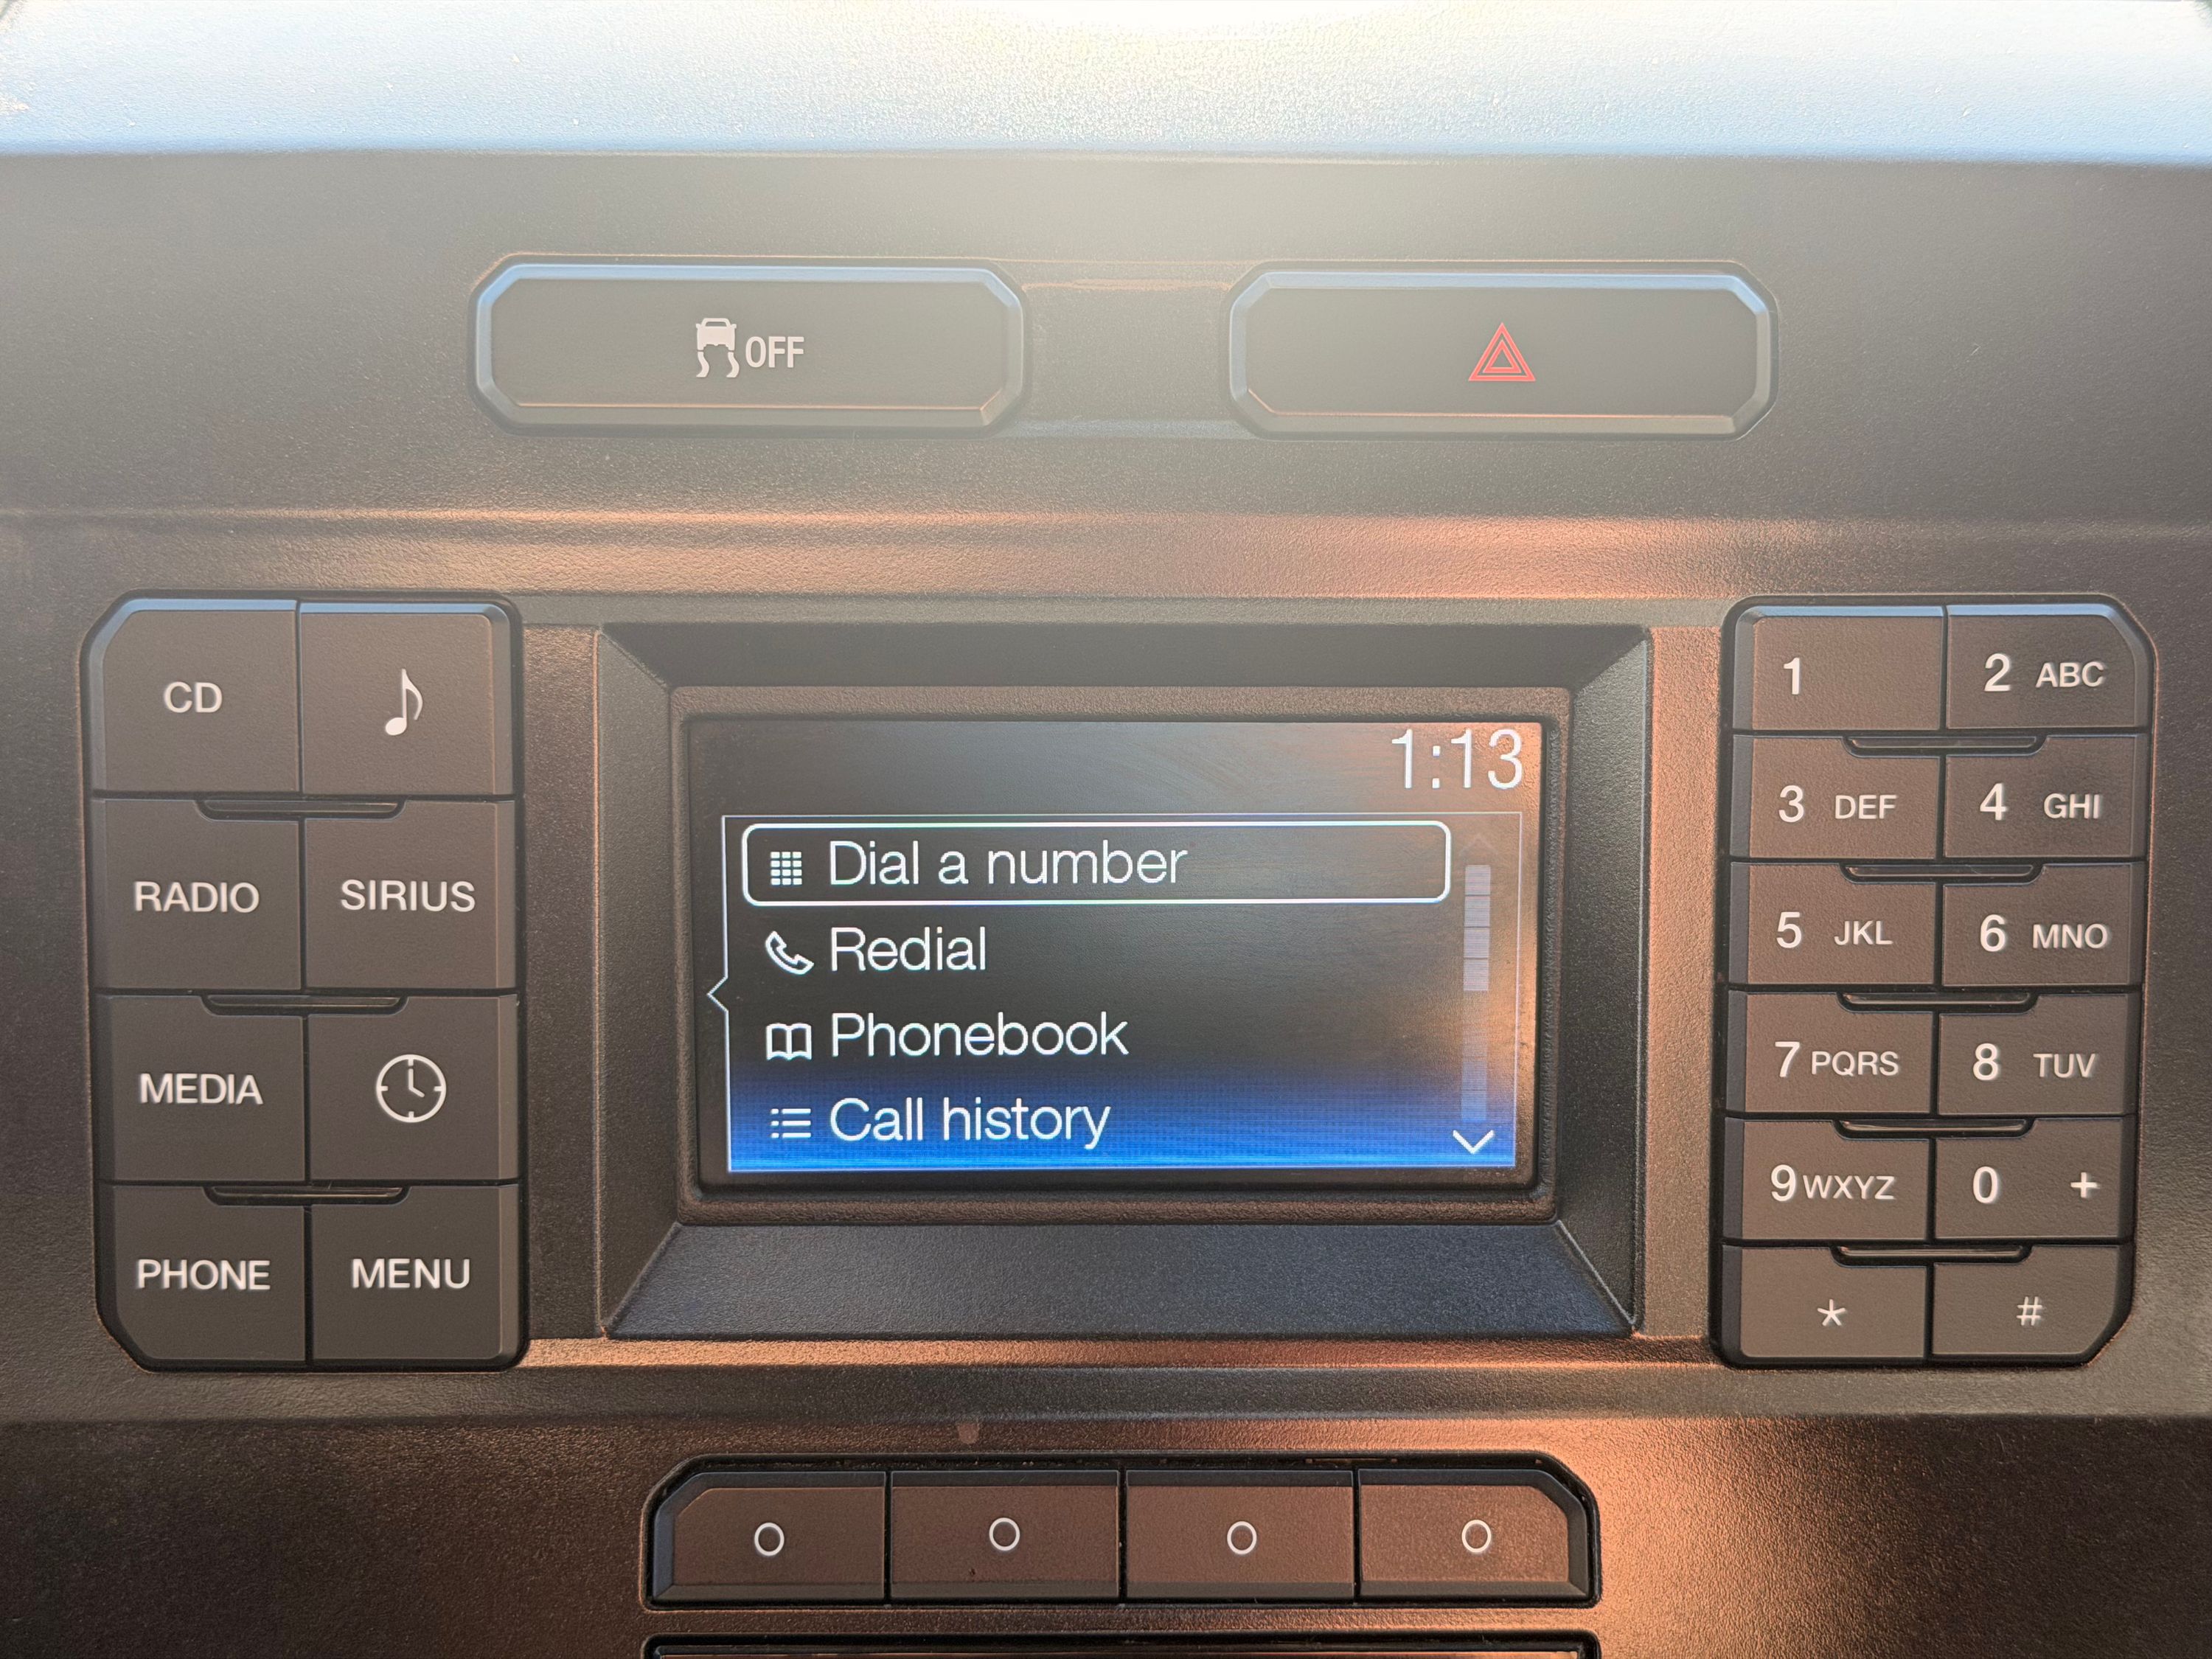 OFF
CD
RADIO SIRIUS
MEDIA
PHONE MENU
1:13
Dial a number
Redial
Phonebook
Call history
1 2 ABC
3 DEF 4 GHI
5 JKL 6 MNO
7 PQRS 8 TUV
9 WXYZ 0 +
* #